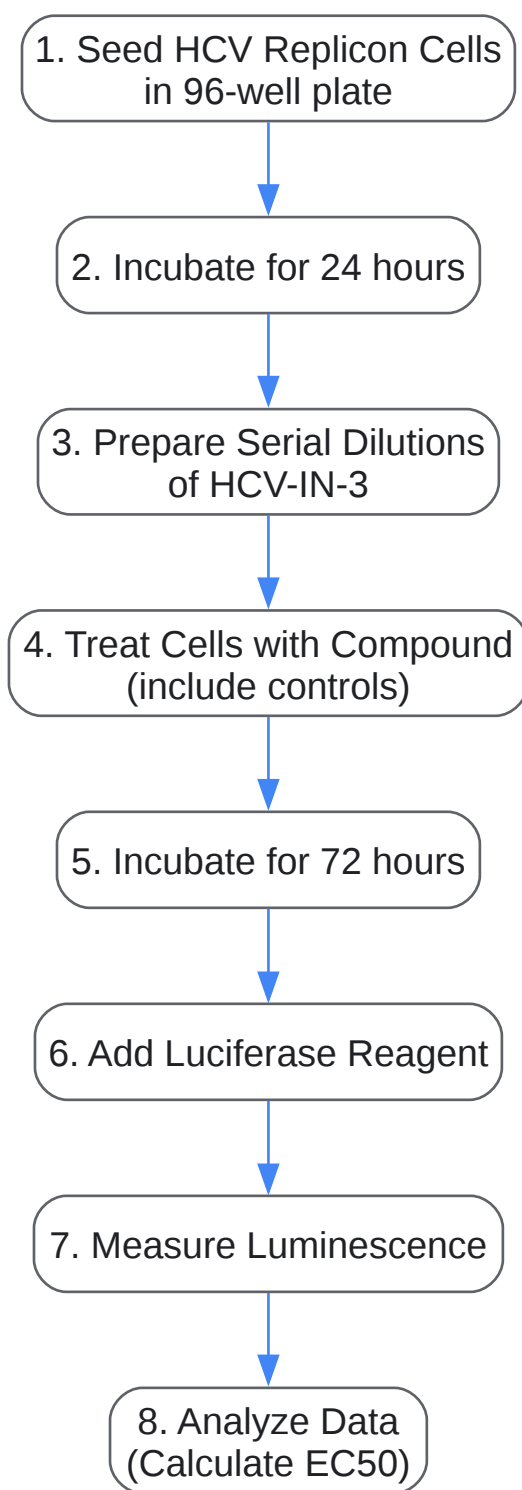 1. Seed HCV Replicon Cells
in 96-well plate
2. Incubate for 24 hours
3. Prepare Serial Dilutions
of HCV-IN-3
4. Treat Cells with Compound
(include controls)
5. Incubate for 72 hours
6. Add Luciferase Reagent
7. Measure Luminescence
8. Analyze Data
(Calculate EC50)